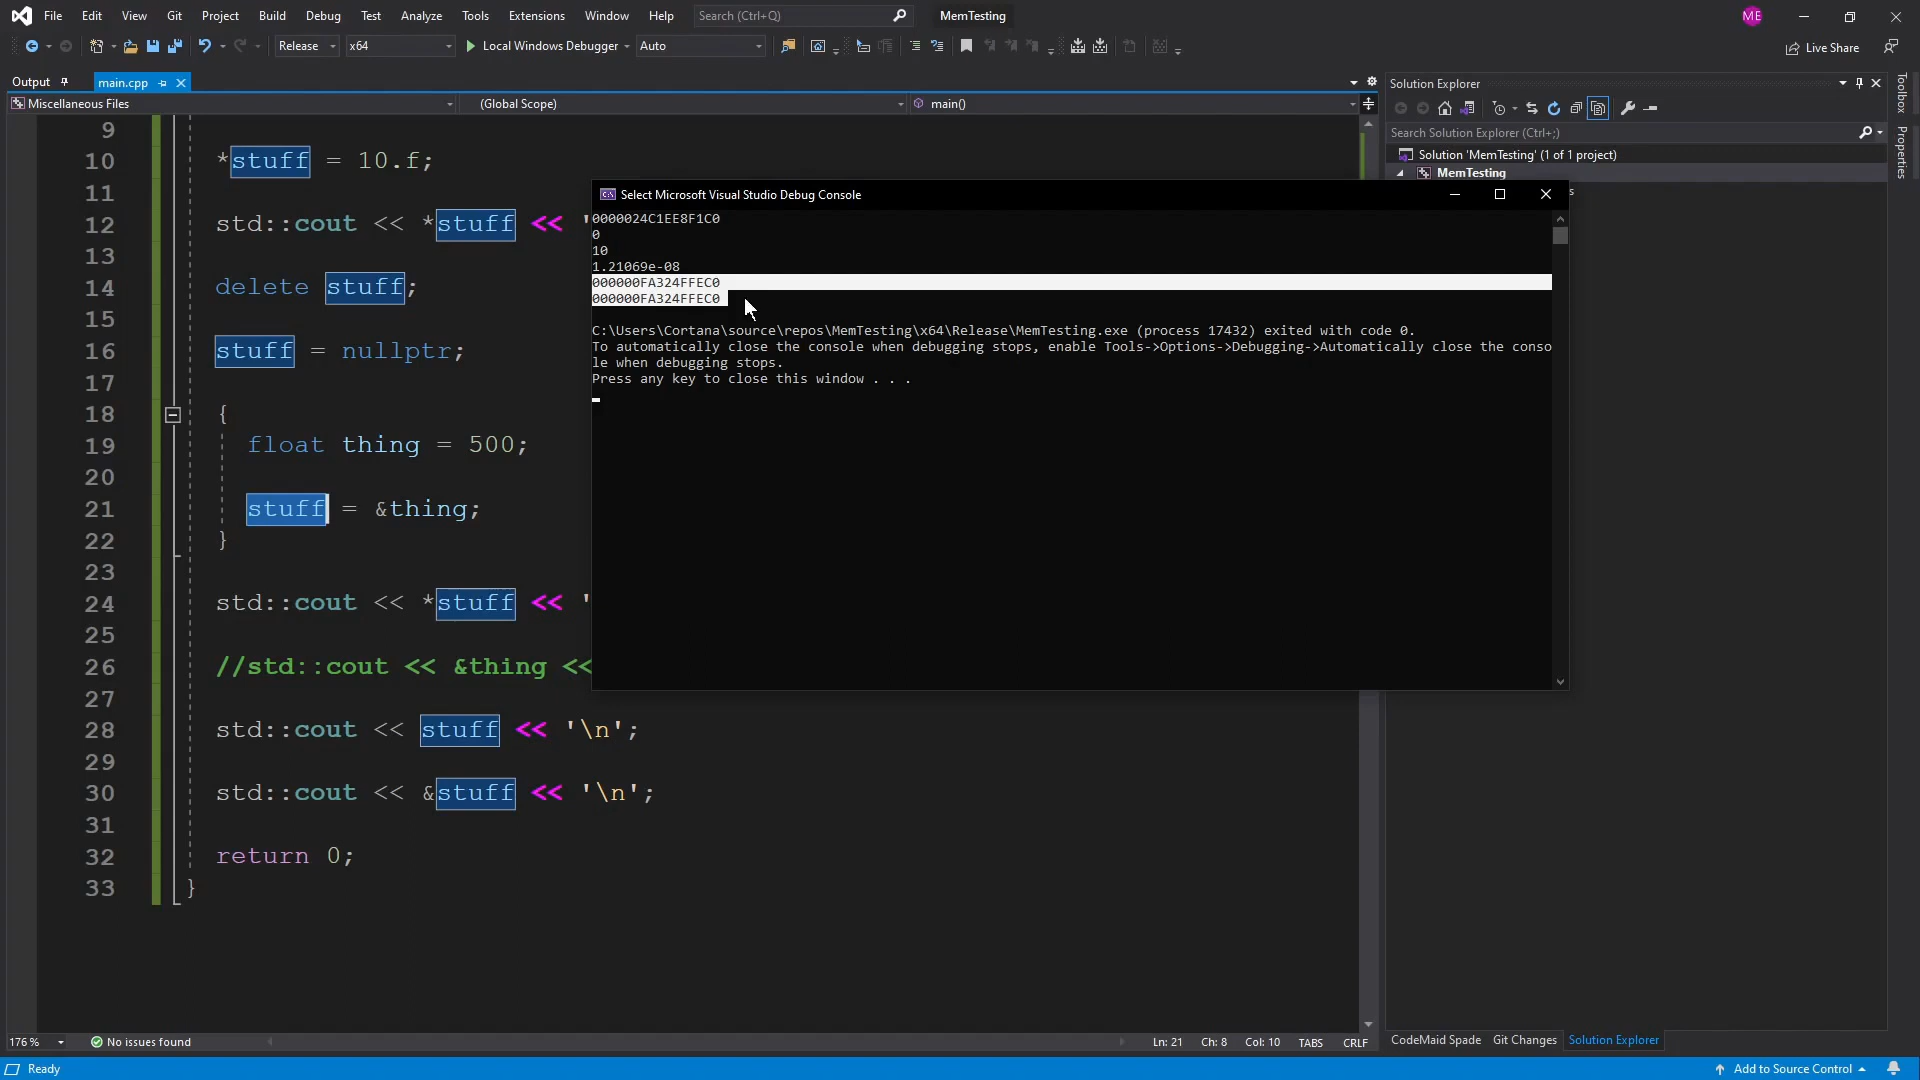 File Edit View Git Project Build Debug Test Analyze Tools Extensions Window Help Search (Ctrl+Q) MemTesting ME
Release x64 Local Windows Debugger Auto Live Share
Output main.cpp
Miscellaneous Files (Global Scope) main()
9
10 *stuff = 10.f;
11
12 std::cout << *stuff << '
13
14 delete stuff;
15
16 stuff = nullptr;
17
18 {
19 float thing = 500;
20
21 stuff = &thing;
22 }
23
24 std::cout << *stuff << '
25
26 //std::cout << &thing <<
27
28 std::cout << stuff << '\n';
29
30 std::cout << &stuff << '\n';
31
32 return 0;
33 }
Select Microsoft Visual Studio Debug Console
0000024C1EE8F1C0
0
10
1.21069e-08
000000FA324FFEC0
000000FA324FFEC0
C:\Users\Cortana\source\repos\MemTesting\x64\Release\MemTesting.exe (process 17432) exited with code 0.
To automatically close the console when debugging stops, enable Tools->Options->Debugging->Automatically close the conso
le when debugging stops.
Press any key to close this window . . .
Solution Explorer
Search Solution Explorer (Ctrl+;)
Solution 'MemTesting' (1 of 1 project)
MemTesting
Toolbox
Properties
176 % No issues found Ln: 21 Ch: 8 Col: 10 TABS CRLF
CodeMaid Spade Git Changes Solution Explorer
Ready Add to Source Control